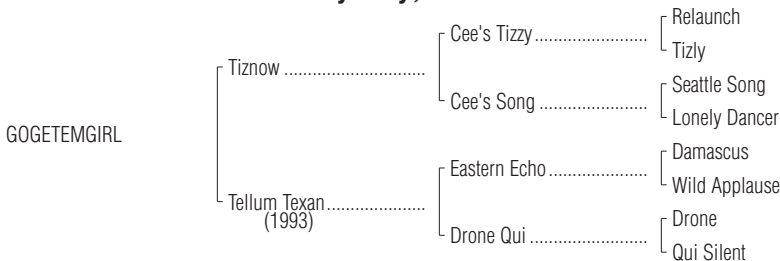 Relaunch
Cee's Tizzy
Tizly
Tiznow
Seattle Song
Cee's Song
Lonely Dancer
GOGETEMGIRL
Damascus
Eastern Echo
Wild Applause
Tellum Texan
(1993)
Drone
Drone Qui
Qui Silent